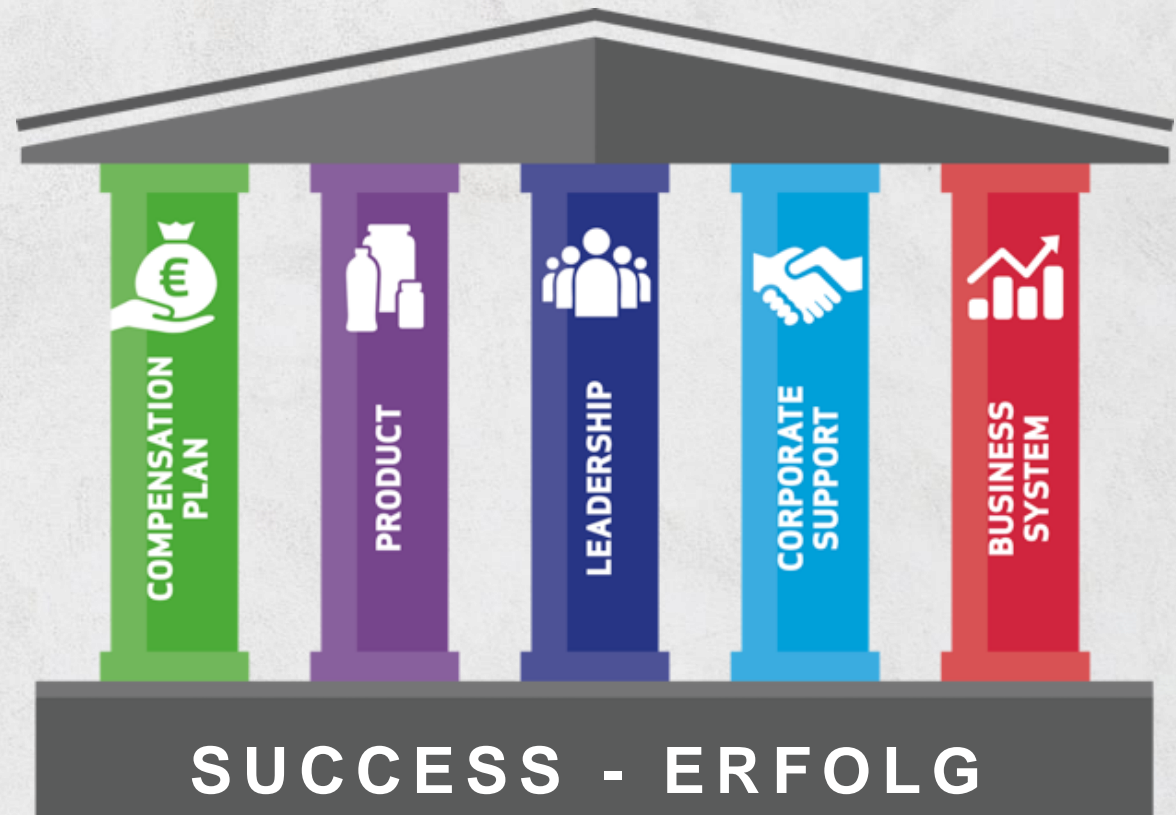 €
COMPENSATION
PLAN
PRODUCT
LEADERSHIP
CORPORATE
SUPPORT
BUSINESS
SYSTEM
SUCCESS - ERFOLG